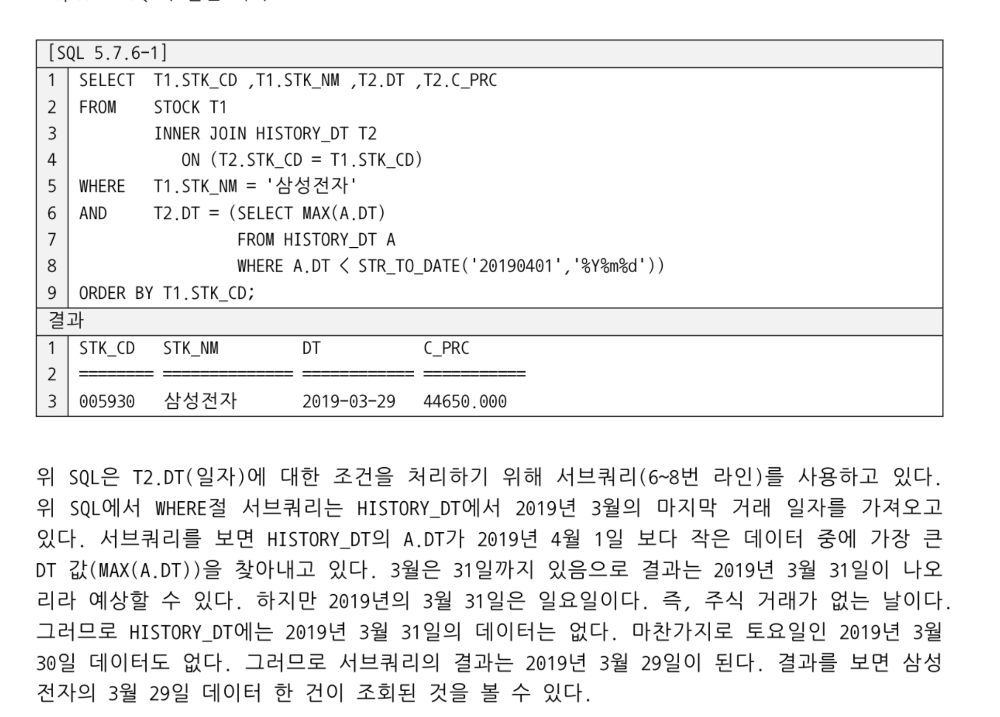 [SQL 5.7.6-1]
1 SELECT T1.STK_CD ,T1.STK_NM ,T2.DT ,T2.C_PRC
2 FROM STOCK T1
3 INNER JOIN HISTORY_DT T2
4 ON (T2.STK_CD = T1.STK_CD)
5 WHERE T1.STK_NM = '삼성전자'
6 AND T2.DT = (SELECT MAX(A.DT)
7 FROM HISTORY_DT A
8 WHERE A.DT < STR_TO_DATE('20190401','%Y%m%d'))
9 ORDER BY T1.STK_CD;
결과
1 STK_CD STK_NM DT C_PRC
2 ======== ============== ============ ===========
3 005930 삼성전자 2019-03-29 44650.000
위 SQL은 T2.DT(일자)에 대한 조건을 처리하기 위해 서브쿼리(6~8번 라인)를 사용하고 있다.
위 SQL에서 WHERE절 서브쿼리는 HISTORY_DT에서 2019년 3월의 마지막 거래 일자를 가져오고
있다. 서브쿼리를 보면 HISTORY_DT의 A.DT가 2019년 4월 1일 보다 작은 데이터 중에 가장 큰
DT 값(MAX(A.DT))을 찾아내고 있다. 3월은 31일까지 있음으로 결과는 2019년 3월 31일이 나오
리라 예상할 수 있다. 하지만 2019년의 3월 31일은 일요일이다. 즉, 주식 거래가 없는 날이다.
그러므로 HISTORY_DT에는 2019년 3월 31일의 데이터는 없다. 마찬가지로 토요일인 2019년 3월
30일 데이터도 없다. 그러므로 서브쿼리의 결과는 2019년 3월 29일이 된다. 결과를 보면 삼성
전자의 3월 29일 데이터 한 건이 조회된 것을 볼 수 있다.